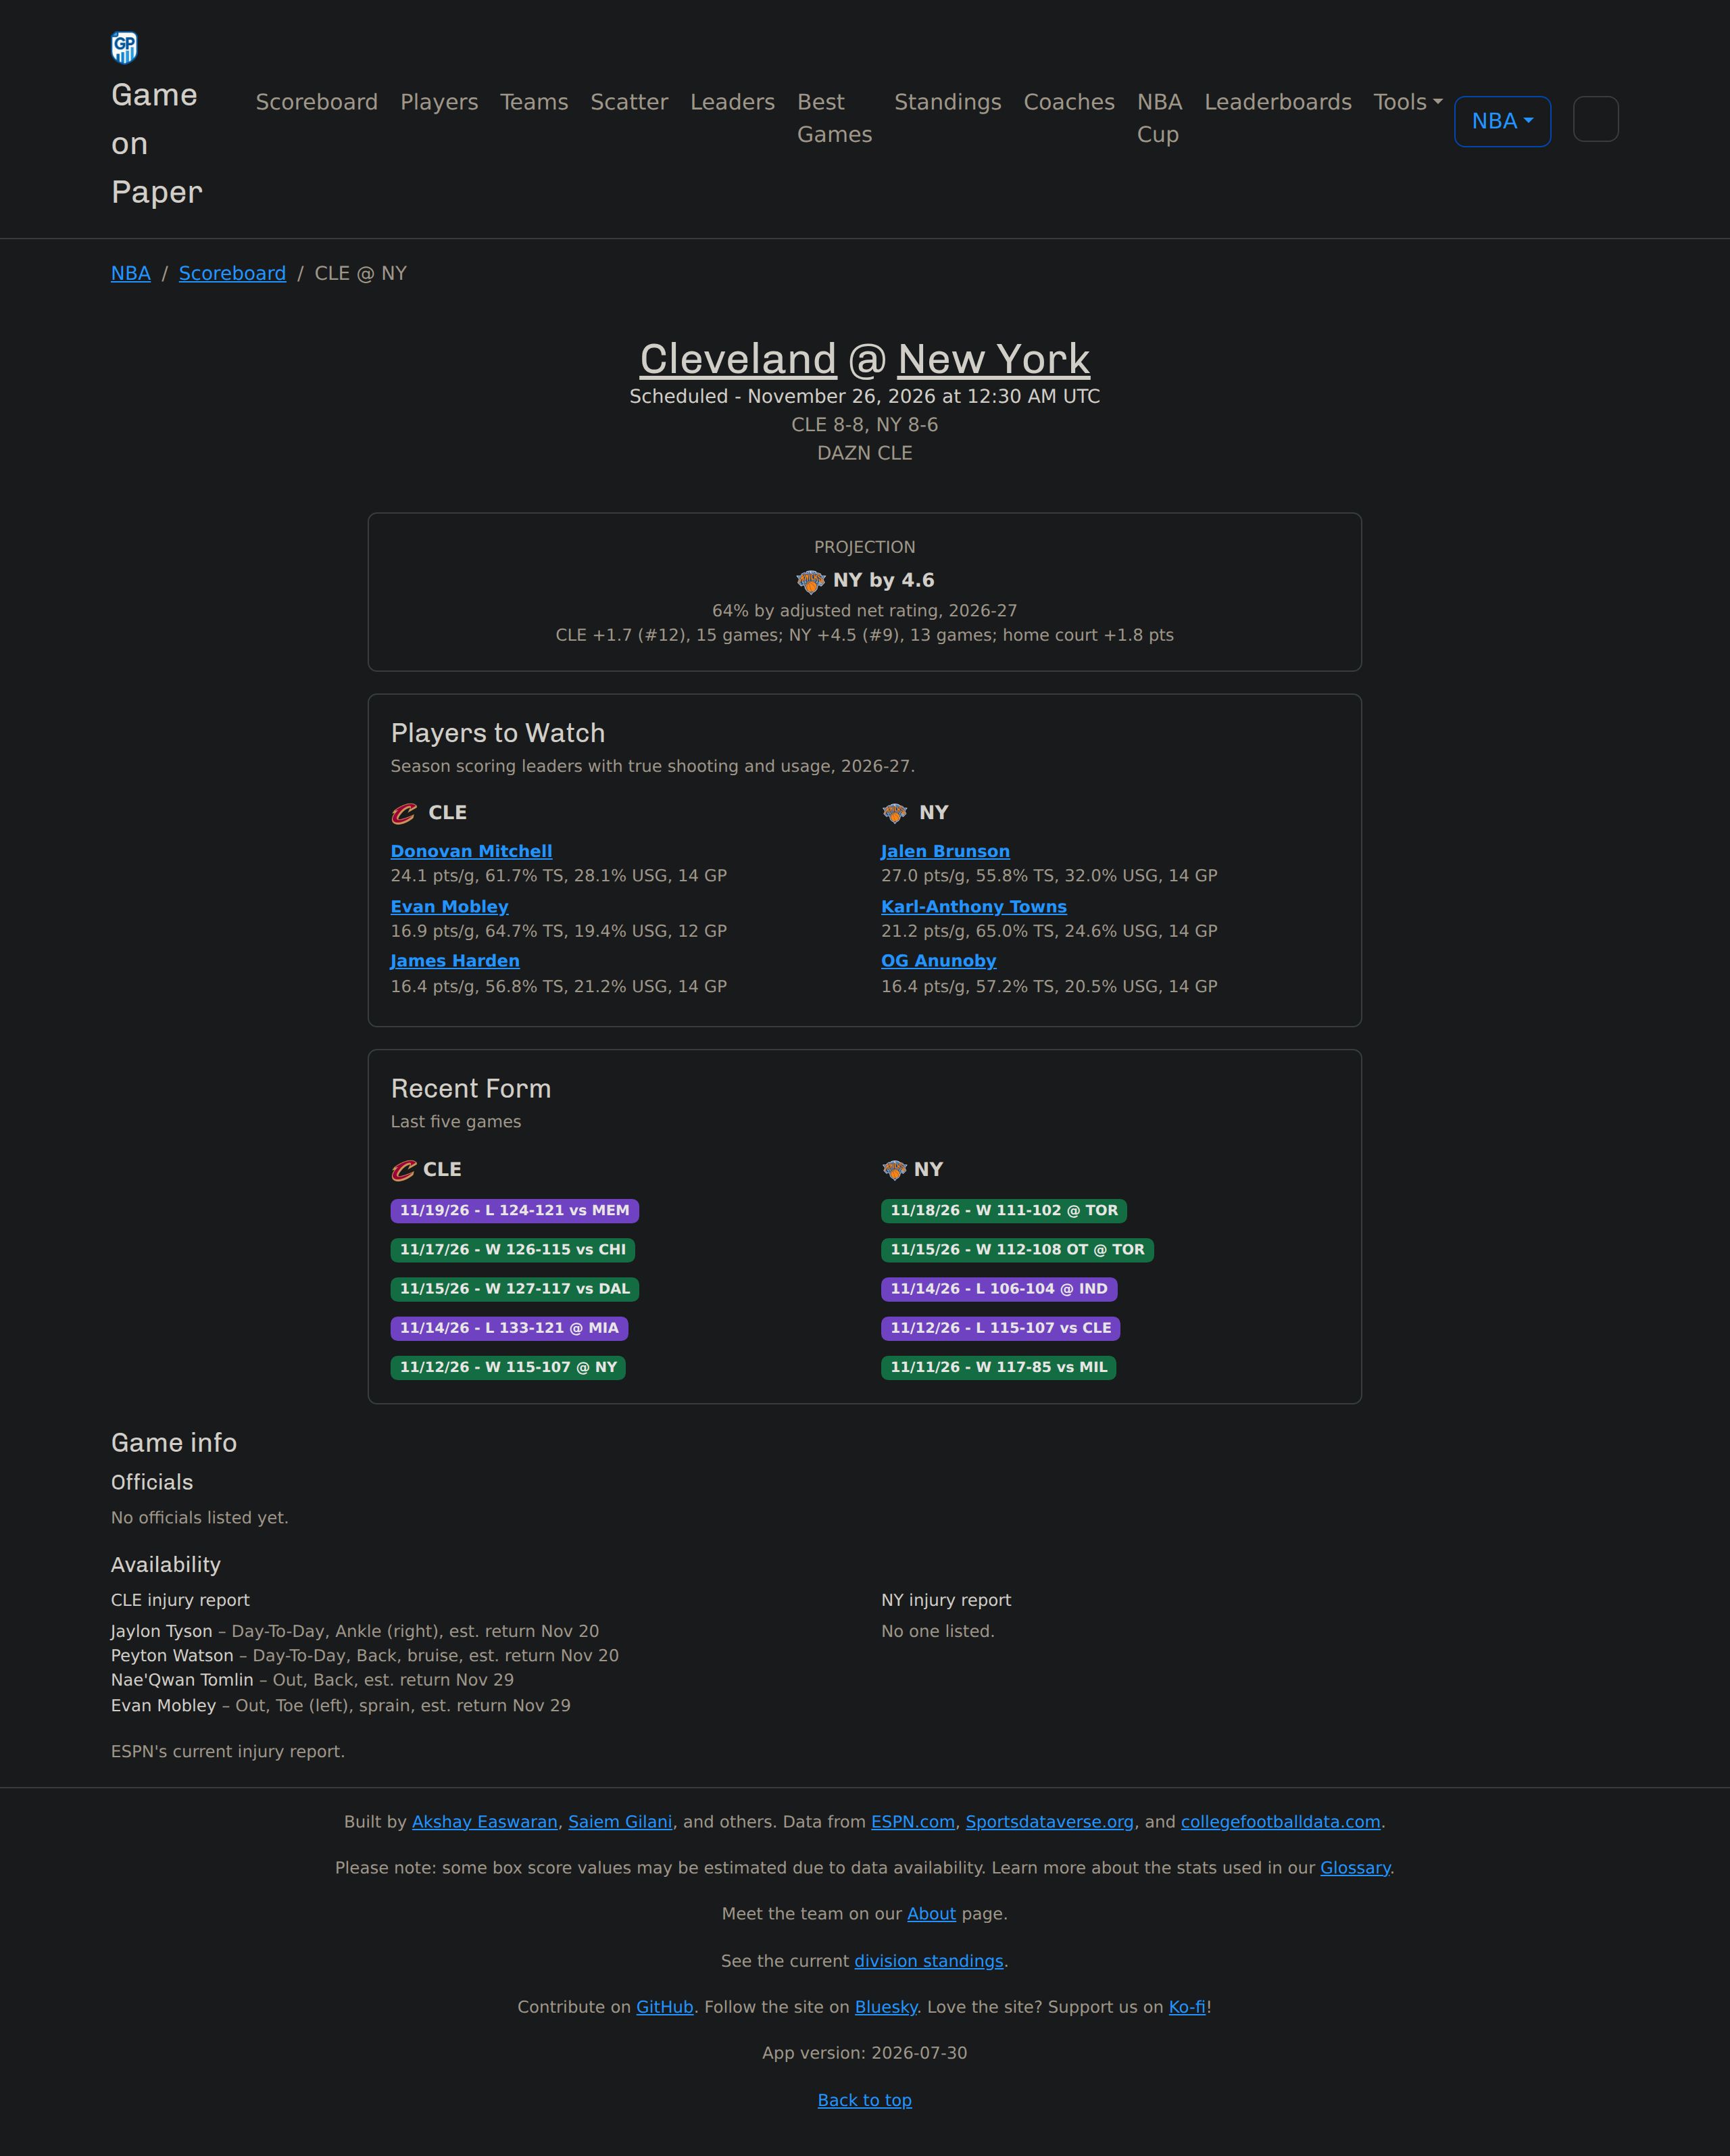 GP
Game
on
Paper
Scoreboard
Players
Teams
Scatter
Leaders
Best
Games
Standings
Coaches
NBA
Cup
Leaderboards
Tools
NBA
NBA / Scoreboard / CLE @ NY
Cleveland @ New York
Scheduled - November 26, 2026 at 12:30 AM UTC
CLE 8-8, NY 8-6
DAZN CLE
PROJECTION
NY by 4.6
64% by adjusted net rating, 2026-27
CLE +1.7 (#12), 15 games; NY +4.5 (#9), 13 games; home court +1.8 pts
Players to Watch
Season scoring leaders with true shooting and usage, 2026-27.
CLE
Donovan Mitchell
24.1 pts/g, 61.7% TS, 28.1% USG, 14 GP
Evan Mobley
16.9 pts/g, 64.7% TS, 19.4% USG, 12 GP
James Harden
16.4 pts/g, 56.8% TS, 21.2% USG, 14 GP
NY
Jalen Brunson
27.0 pts/g, 55.8% TS, 32.0% USG, 14 GP
Karl-Anthony Towns
21.2 pts/g, 65.0% TS, 24.6% USG, 14 GP
OG Anunoby
16.4 pts/g, 57.2% TS, 20.5% USG, 14 GP
Recent Form
Last five games
CLE
11/19/26 - L 124-121 vs MEM
11/17/26 - W 126-115 vs CHI
11/15/26 - W 127-117 vs DAL
11/14/26 - L 133-121 @ MIA
11/12/26 - W 115-107 @ NY
NY
11/18/26 - W 111-102 @ TOR
11/15/26 - W 112-108 OT @ TOR
11/14/26 - L 106-104 @ IND
11/12/26 - L 115-107 vs CLE
11/11/26 - W 117-85 vs MIL
Game info
Officials
No officials listed yet.
Availability
CLE injury report
Jaylon Tyson – Day-To-Day, Ankle (right), est. return Nov 20
Peyton Watson – Day-To-Day, Back, bruise, est. return Nov 20
Nae'Qwan Tomlin – Out, Back, est. return Nov 29
Evan Mobley – Out, Toe (left), sprain, est. return Nov 29
NY injury report
No one listed.
ESPN's current injury report.
Built by Akshay Easwaran, Saiem Gilani, and others. Data from ESPN.com, Sportsdataverse.org, and collegefootballdata.com.
Please note: some box score values may be estimated due to data availability. Learn more about the stats used in our Glossary.
Meet the team on our About page.
See the current division standings.
Contribute on GitHub. Follow the site on Bluesky. Love the site? Support us on Ko-fi!
App version: 2026-07-30
Back to top